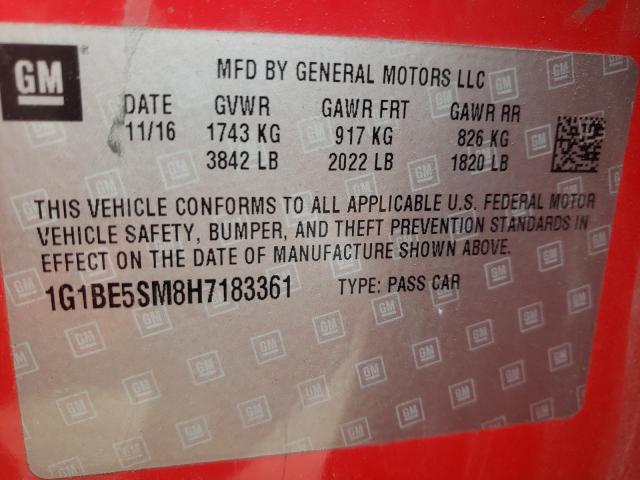 GM
MFD BY GENERAL MOTORS LLC
DATE GVWR GAWR FRT GAWR RR
11/16 1743 KG 917 KG 826 KG
3842 LB 2022 LB 1820 LB
THIS VEHICLE CONFORMS TO ALL APPLICABLE U.S. FEDERAL MOTOR
VEHICLE SAFETY, BUMPER, AND THEFT PREVENTION STANDARDS IN
EFFECT ON THE DATE OF MANUFACTURE SHOWN ABOVE.
1G1BE5SM8H7183361 TYPE: PASS CAR